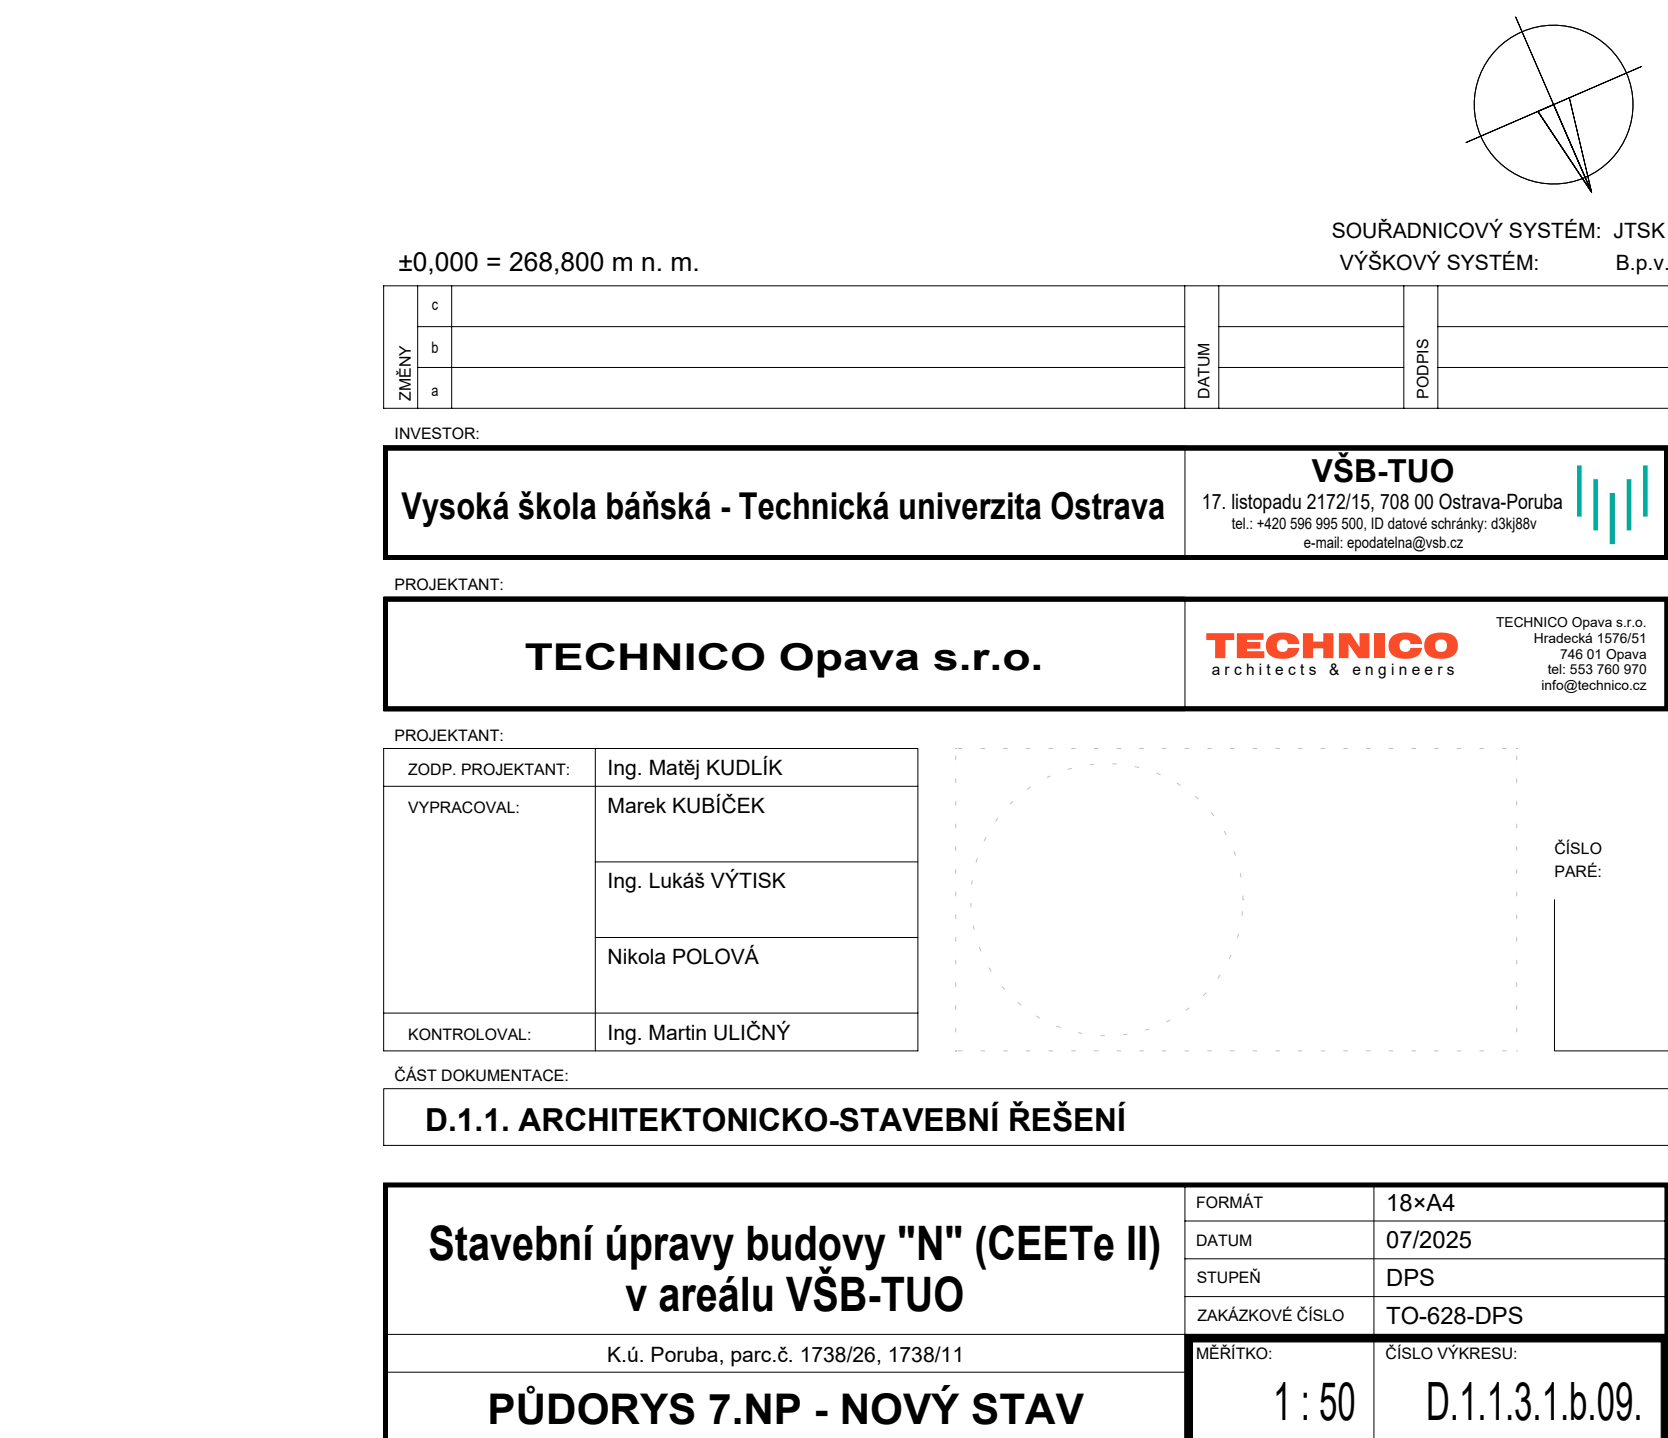 SOUŘADNICOVÝ SYSTÉM: JTSK
±0,000 = 268,800 m n. m.
VÝŠKOVÝ SYSTÉM: B.p.v.
ZMĚNY
c
b
a
DATUM
PODPIS
INVESTOR:
Vysoká škola báňská - Technická univerzita Ostrava
VŠB-TUO
17. listopadu 2172/15, 708 00 Ostrava-Poruba
tel.: +420 596 995 500, ID datové schránky: d3kj88v
e-mail: epodatelna@vsb.cz
PROJEKTANT:
TECHNICO Opava s.r.o.
TECHNICO
architects & engineers
TECHNICO Opava s.r.o.
Hradecká 1576/51
746 01 Opava
tel: 553 760 970
info@technico.cz
PROJEKTANT:
ZODP. PROJEKTANT: Ing. Matěj KUDLÍK
VYPRACOVAL: Marek KUBÍČEK
Ing. Lukáš VÝTISK
Nikola POLOVÁ
KONTROLOVAL: Ing. Martin ULIČNÝ
ČÍSLO
PARÉ:
ČÁST DOKUMENTACE:
D.1.1. ARCHITEKTONICKO-STAVEBNÍ ŘEŠENÍ
Stavební úpravy budovy "N" (CEETe II)
v areálu VŠB-TUO
FORMÁT 18×A4
DATUM 07/2025
STUPEŇ DPS
ZAKÁZKOVÉ ČÍSLO TO-628-DPS
K.ú. Poruba, parc.č. 1738/26, 1738/11
PŮDORYS 7.NP - NOVÝ STAV
MĚŘÍTKO:
1 : 50
ČÍSLO VÝKRESU:
D.1.1.3.1.b.09.